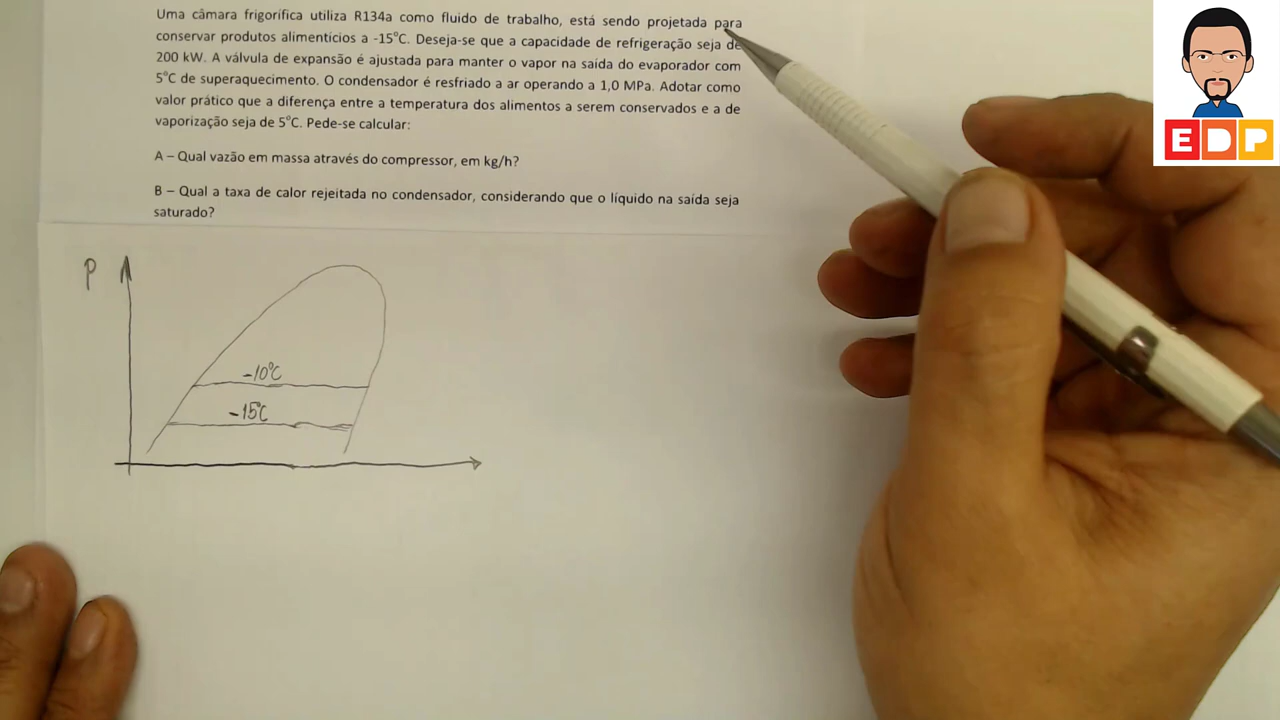 Uma câmara frigorífica utiliza R134a como fluido de trabalho, está sendo projetada para
conservar produtos alimentícios a -15°C. Deseja-se que a capacidade de refrigeração seja de
200 kW. A válvula de expansão é ajustada para manter o vapor na saída do evaporador com
5°C de superaquecimento. O condensador é resfriado a ar operando a 1,0 MPa. Adotar como
valor prático que a diferença entre a temperatura dos alimentos a serem conservados e a de
vaporização seja de 5°C. Pede-se calcular:
A – Qual vazão em massa através do compressor, em kg/h?
B – Qual a taxa de calor rejeitada no condensador, considerando que o líquido na saída seja
saturado?
P
-10°C
-15°C
EDP